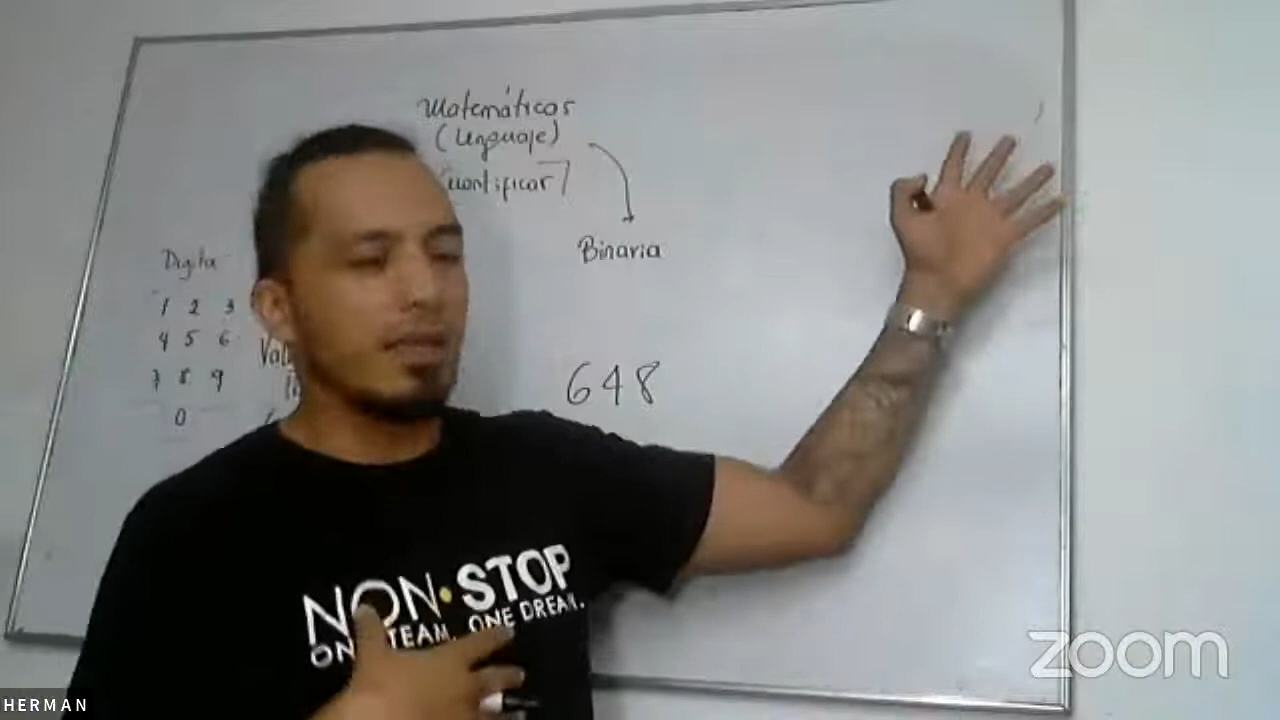 Matemáticas
(Lenguaje)
Cuantificar
Binaria
Digita
1 2 3
4 5 6
7 8 9
0
Val
648
NON•STOP
ONE TEAM. ONE DREAM.
HERMAN
zoom